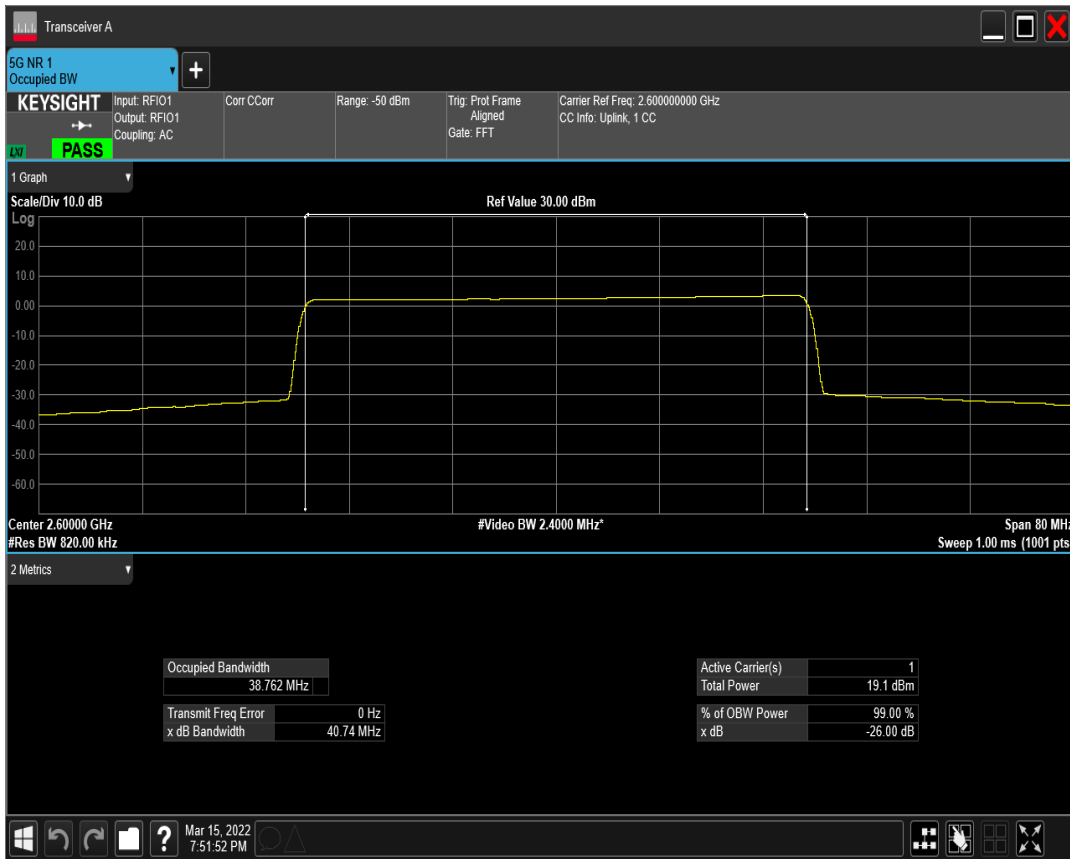 Transceiver A
5G NR 1
Occupied BW
+
KEYSIGHT
LXI
PASS
Input: RFIO1
Output: RFIO1
Coupling: AC
Corr CCorr
Range: -50 dBm
Trig: Prot Frame
Aligned
Gate: FFT
Carrier Ref Freq: 2.600000000 GHz
CC Info: Uplink, 1 CC
1 Graph
Scale/Div 10.0 dB
Ref Value 30.00 dBm
Log
20.0
10.0
0.00
-10.0
-20.0
-30.0
-40.0
-50.0
-60.0
Center 2.60000 GHz
#Video BW 2.4000 MHz*
Span 80 MHz
#Res BW 820.00 kHz
Sweep 1.00 ms (1001 pts
2 Metrics
Occupied Bandwidth
38.762 MHz
Transmit Freq Error 0 Hz
x dB Bandwidth 40.74 MHz
Active Carrier(s) 1
Total Power 19.1 dBm
% of OBW Power 99.00 %
x dB -26.00 dB
?
Mar 15, 2022
7:51:52 PM